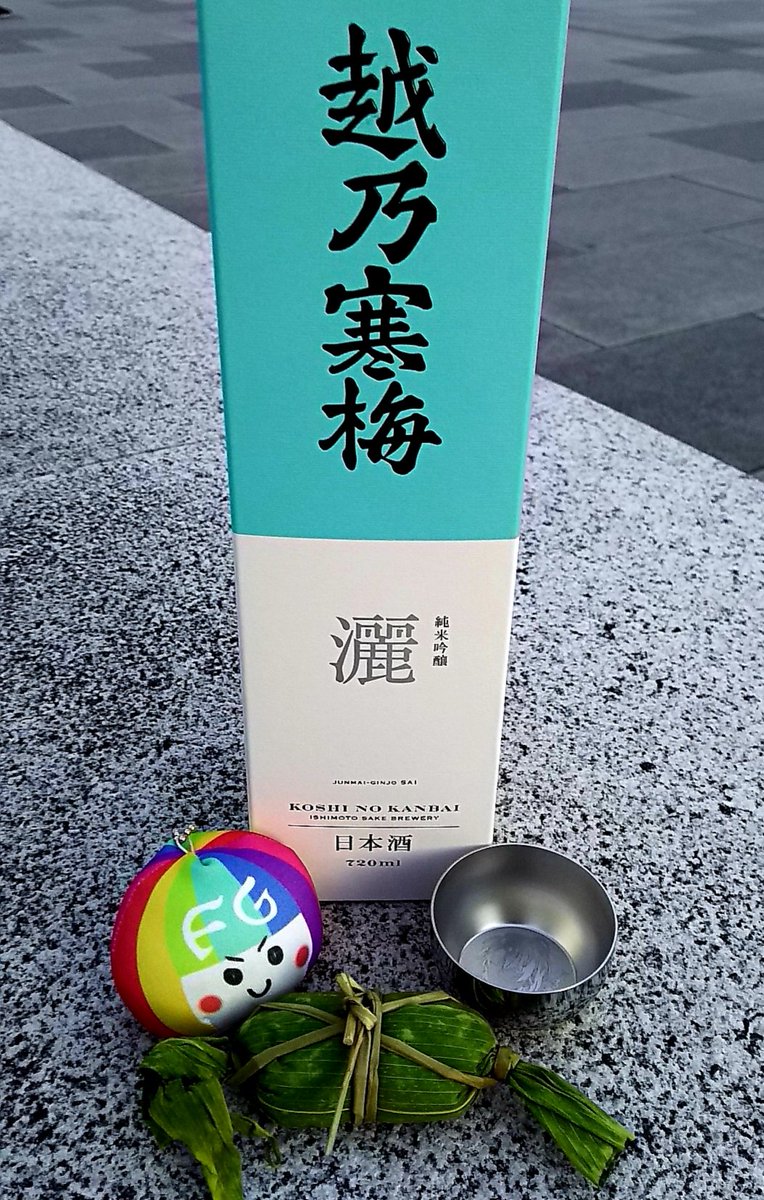 越乃寒梅
純米吟醸
灑
JUNMAI-GINJO SAI
KOSHI NO KANBAI
ISHIMOTO SAKE BREWERY
日本酒
720ml
EG